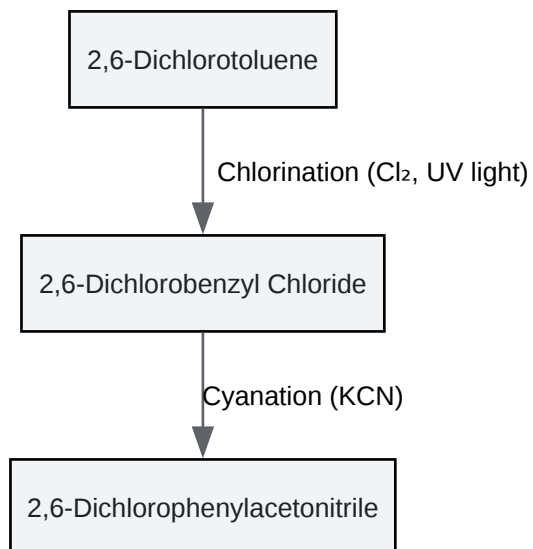 2,6-Dichlorotoluene
Chlorination (Cl₂, UV light)
2,6-Dichlorobenzyl Chloride
Cyanation (KCN)
2,6-Dichlorophenylacetonitrile